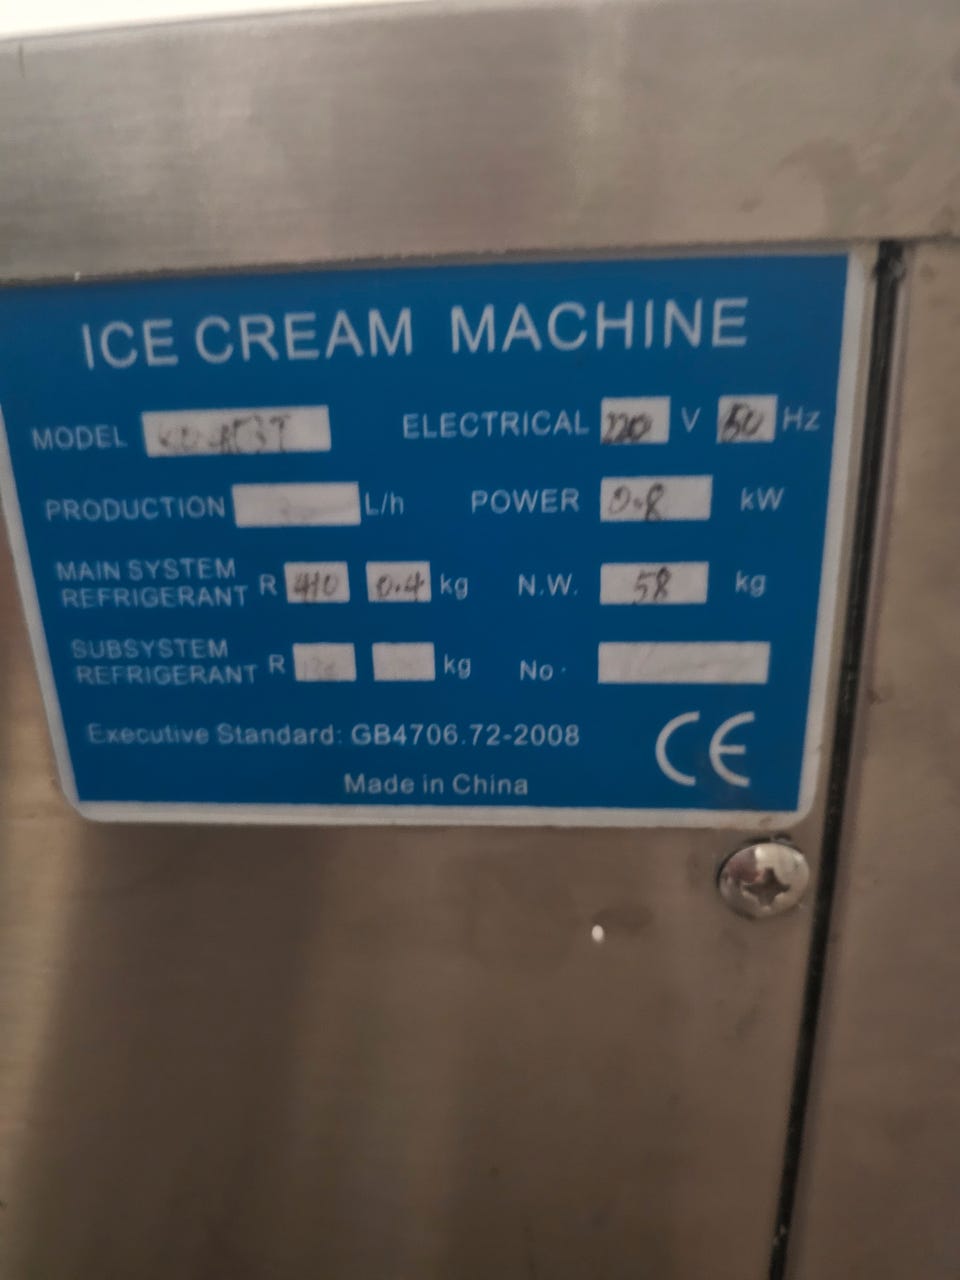 ICE CREAM MACHINE
MODEL ELECTRICAL 220 V 50 Hz
PRODUCTION L/h POWER 0.8 kW
MAIN SYSTEM REFRIGERANT R 410 0.4 kg N.W. 58 kg
SUBSYSTEM REFRIGERANT R kg No.
Executive Standard: GB4706.72-2008
CE
Made in China